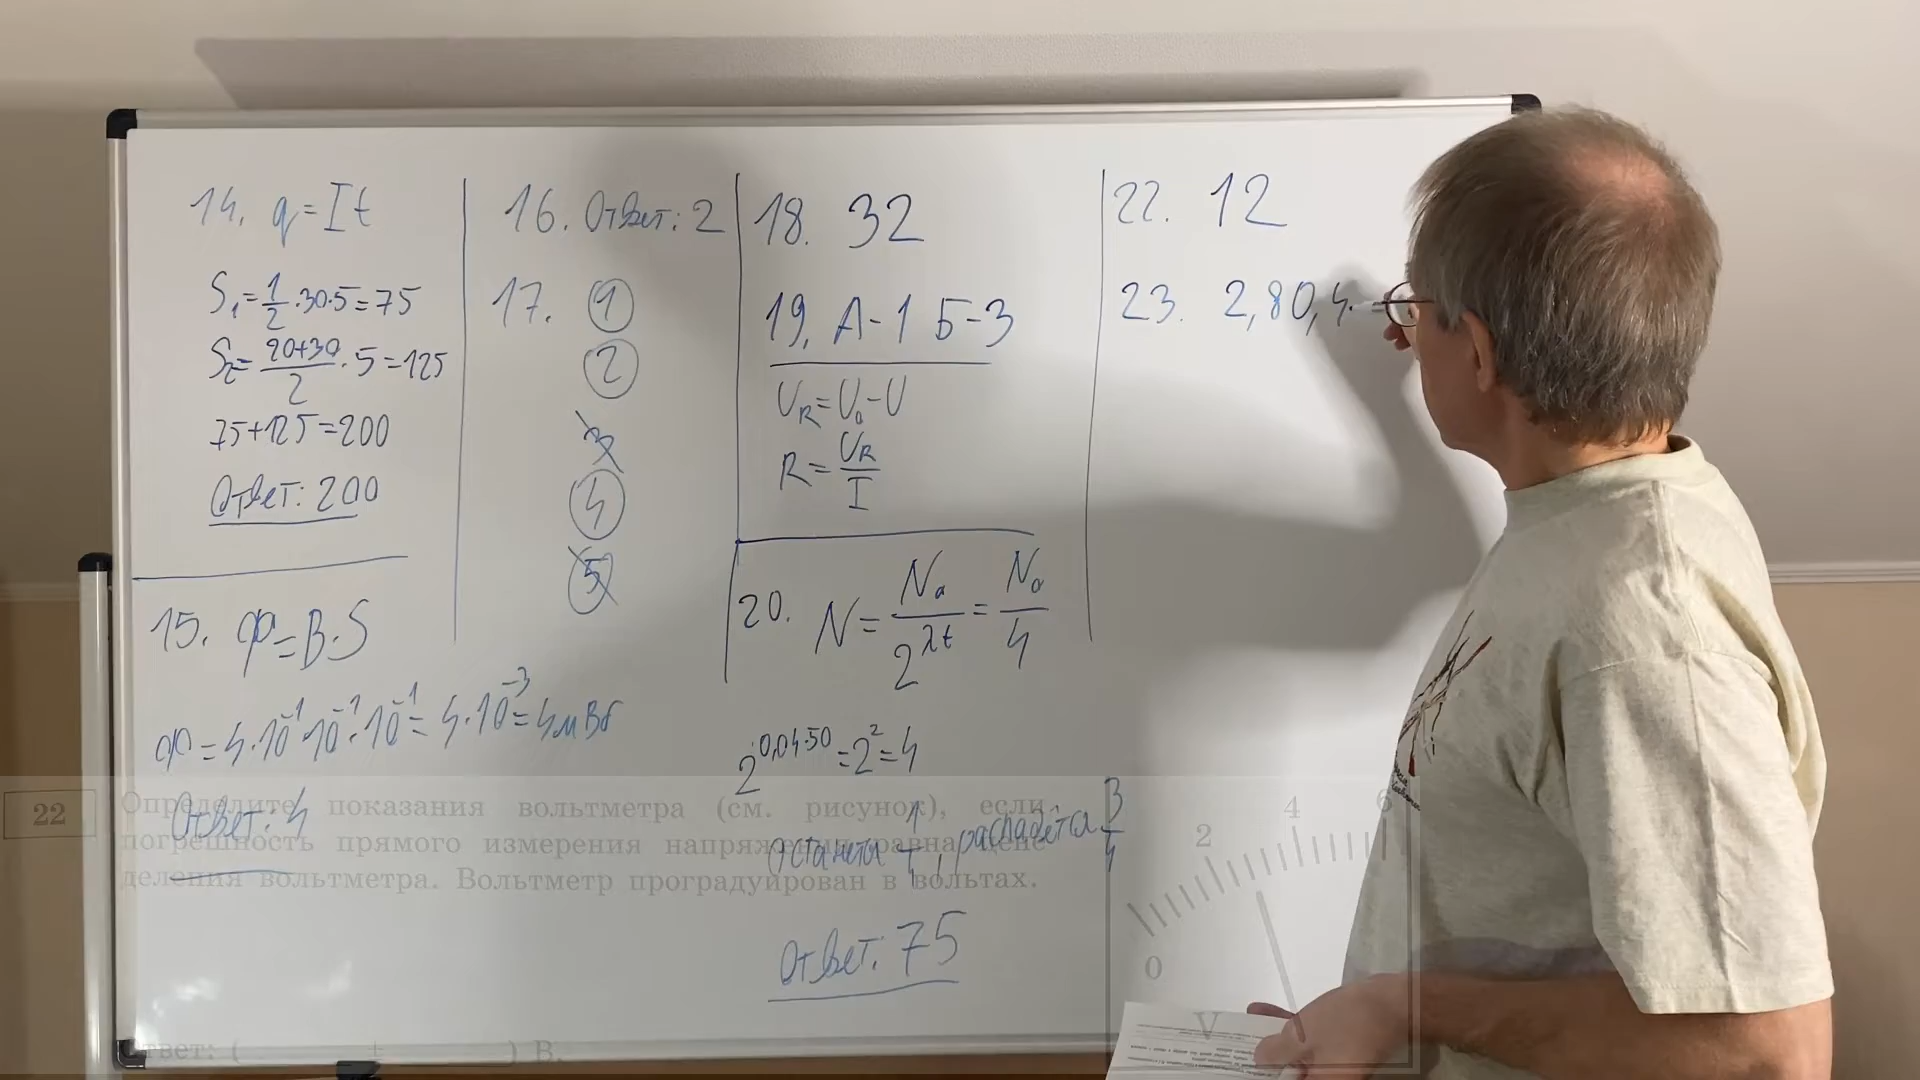 14. q=It
S₁=1/2·30·5=75
S₂=20+30/2·5=125
75+125=200
Ответ: 200
15. Ф=B·S
Ф=4·10⁻¹·10⁻¹·10⁻¹=4·10⁻³=4мВб
Ответ: 4
16. Ответ: 2
17. 1
2
3
4
5
18. 32
19. А-1 Б-3
U_R=U₀-U
R=U_R/I
20. N=N₀/2^λt=N₀/4
2^0,04·50=2²=4
Останется 1/4, распадётся 3/4
Ответ: 75
22. 12
23. 2,80,4
22
Определите показания вольтметра (см. рисунок), если
погрешность прямого измерения напряжения равна цене
деления вольтметра. Вольтметр проградуирован в вольтах.
0 2 4 6
V
Ответ: ( ± ) В.